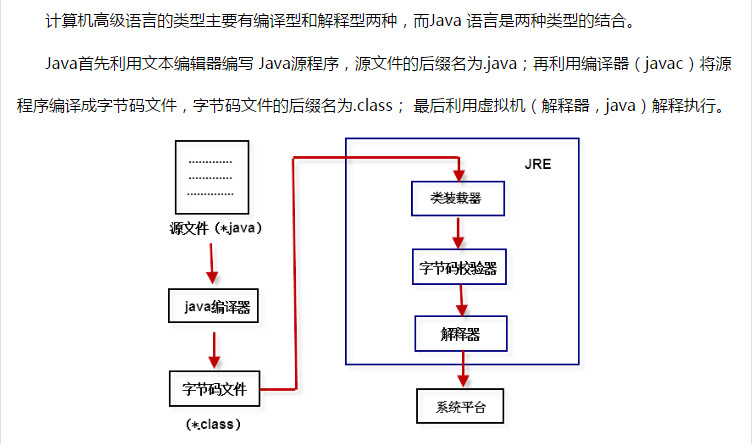 计算机高级语言的类型主要有编译型和解释型两种，而Java 语言是两种类型的结合。
Java首先利用文本编辑器编写 Java源程序，源文件的后缀名为.java；再利用编译器（javac）将源
程序编译成字节码文件，字节码文件的后缀名为.class； 最后利用虚拟机（解释器，java）解释执行。
.............
.............
..............
源文件（*.java）
java编译器
字节码文件
（*.class）
JRE
类装载器
字节码校验器
解释器
系统平台